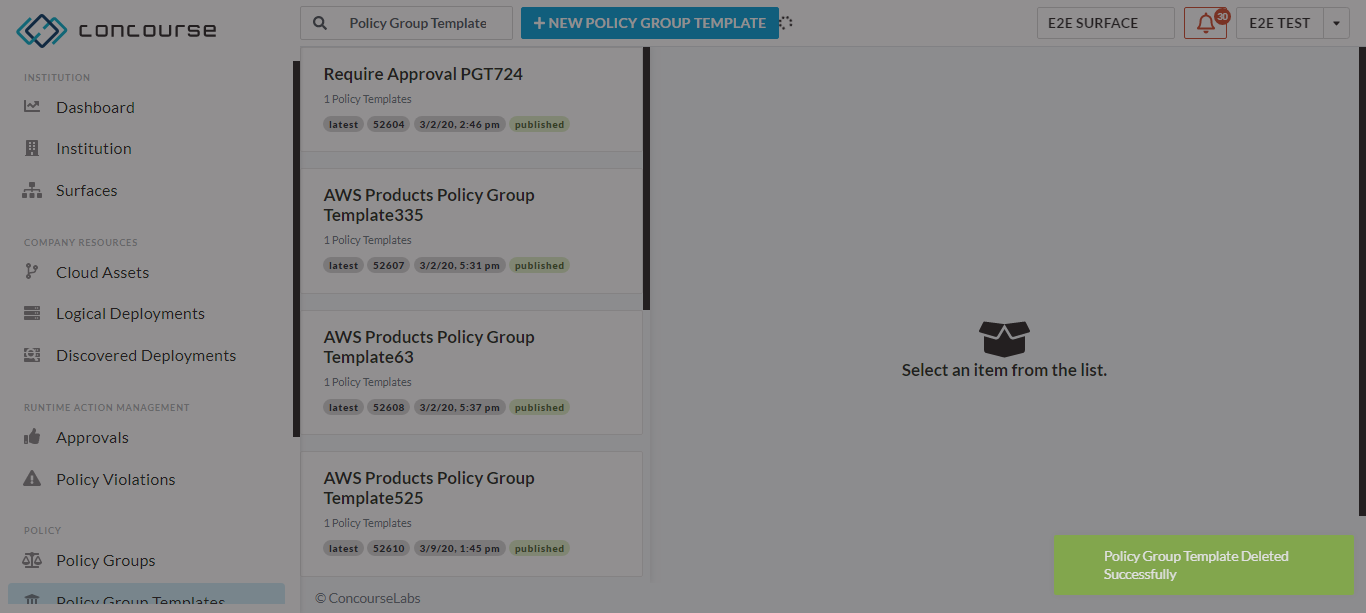 concourse
Policy Group Template
+ NEW POLICY GROUP TEMPLATE
E2E SURFACE
30
E2E TEST
INSTITUTION
Dashboard
Institution
Surfaces
COMPANY RESOURCES
Cloud Assets
Logical Deployments
Discovered Deployments
RUNTIME ACTION MANAGEMENT
Approvals
Policy Violations
POLICY
Policy Groups
Policy Group Templates
Require Approval PGT724
1 Policy Templates
latest 52604 3/2/20, 2:46 pm published
AWS Products Policy Group
Template335
1 Policy Templates
latest 52607 3/2/20, 5:31 pm published
AWS Products Policy Group
Template63
1 Policy Templates
latest 52608 3/2/20, 5:37 pm published
AWS Products Policy Group
Template525
1 Policy Templates
latest 52610 3/9/20, 1:45 pm published
© ConcourseLabs
Select an item from the list.
Policy Group Template Deleted
Successfully